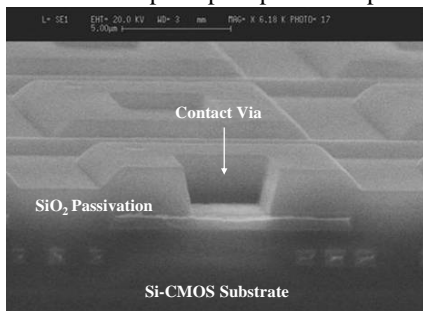 L= SE1 EHT= 20.0 KV WD= 3 mm MAG= X 6.18 K PHOTO= 17
5.00μm
Contact Via
SiO₂ Passivation
Si-CMOS Substrate